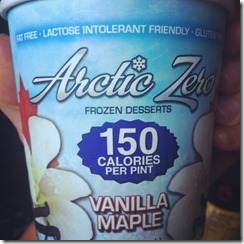 FAT FREE • LACTOSE INTOLERANT FRIENDLY • GLUTEN
Arctic Zero
FROZEN DESSERTS
150
CALORIES
PER PINT
VANILLA
MAPLE